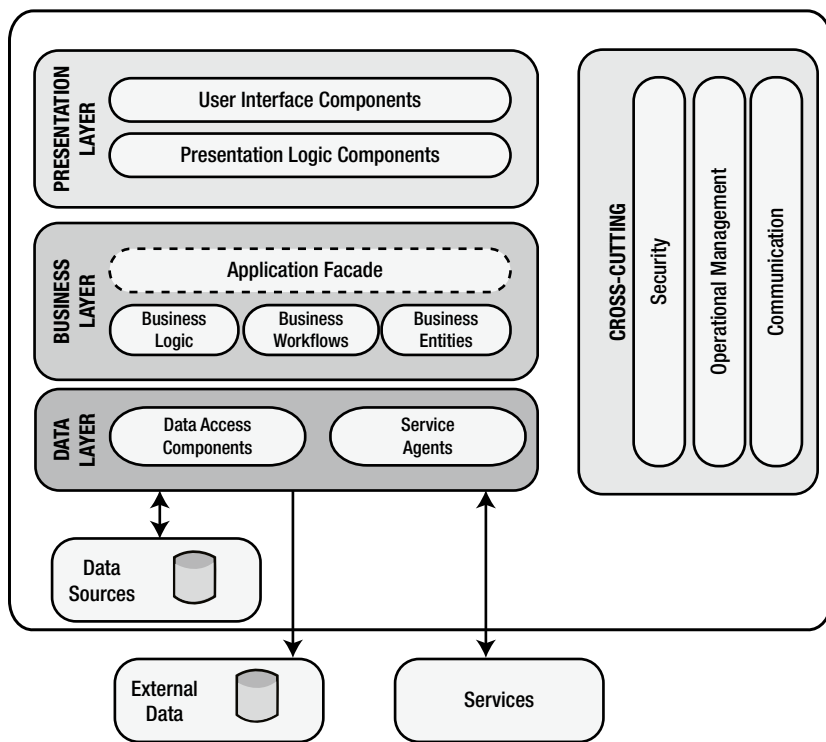 PRESENTATION
LAYER
User Interface Components
Presentation Logic Components
BUSINESS
LAYER
Application Facade
Business
Logic
Business
Workflows
Business
Entities
DATA
LAYER
Data Access
Components
Service
Agents
CROSS-CUTTING
Security
Operational Management
Communication
Data
Sources
External
Data
Services